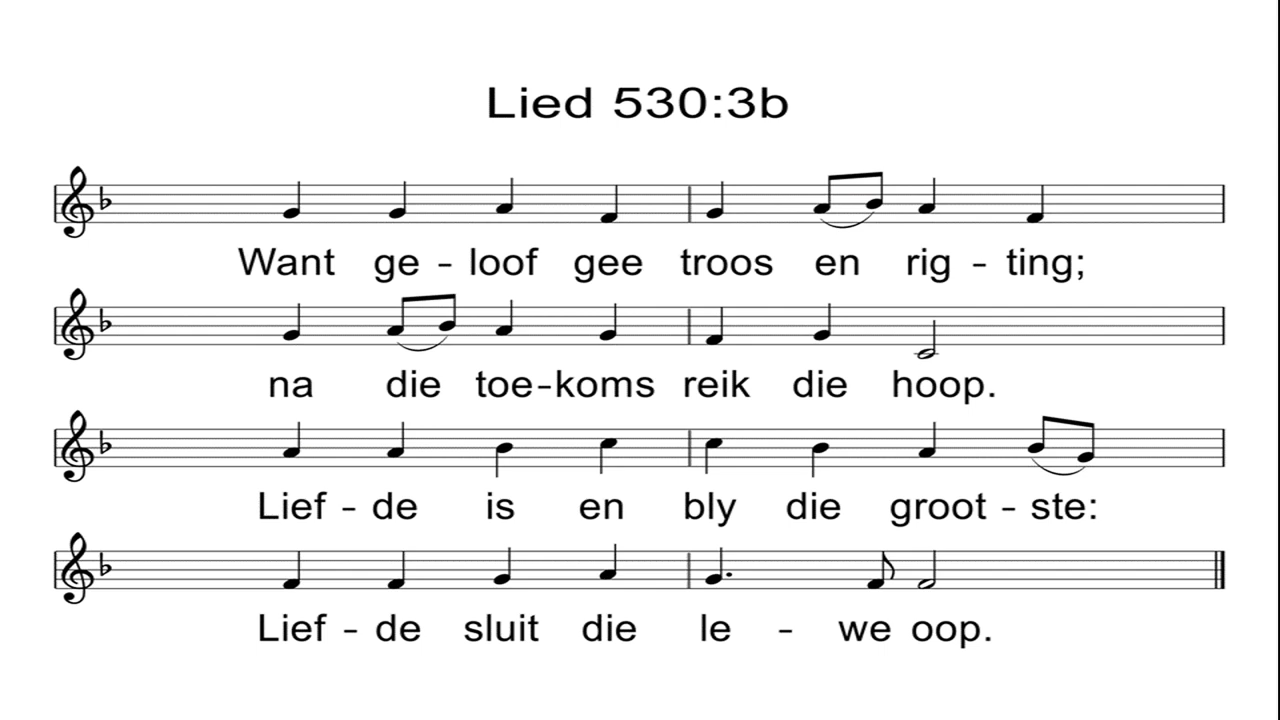 Lied 530:3b
Want ge - loof gee troos en rig - ting;
na die toe-koms reik die hoop.
Lief - de is en bly die groot - ste:
Lief - de sluit die le - we oop.